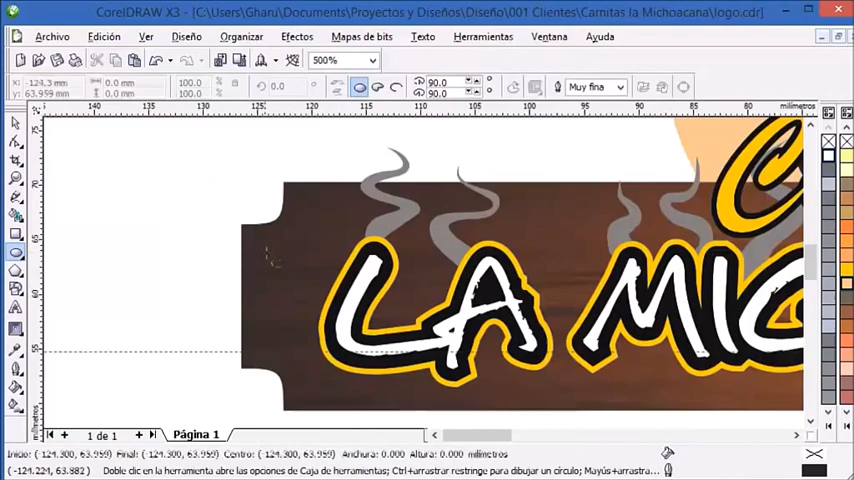 CorelDRAW X3 - [C:\Users\Gharu\Documents\Proyectos y Diseños\Diseño\001 Clientes\Carnitas la Michoacana\logo.cdr]
Archivo Edición Ver Diseño Organizar Efectos Mapas de bits Texto Herramientas Ventana Ayuda
500%
x: -124.3 mm 0.0 mm 100.0 0.0 90.0 Muy fina
y: 63.959 mm 0.0 mm 100.0 90.0
140 135 130 125 120 115 110 105 100 95 90 85 80 milímetros
75
70
65
60
55
milímetros
C
LA MICO
1 de 1 Página 1
Inicio: (-124.300, 63.959) Final: (-124.300, 63.959) Centro: (-124.300, 63.959) Anchura: 0.000 Altura: 0.000 milímetros
(-124.224, 63.882) Doble clic en la herramienta abre las opciones de Caja de herramientas; Ctrl+arrastrar restringe para dibujar un círculo; Mayús+arrastra...